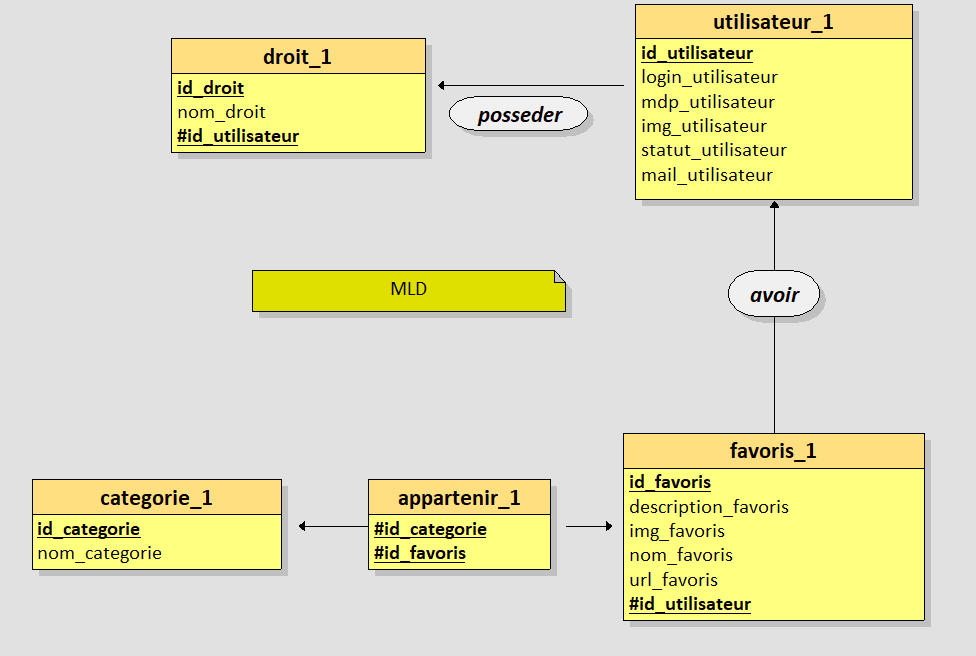 droit_1
id_droit
nom_droit
#id_utilisateur
posseder
utilisateur_1
id_utilisateur
login_utilisateur
mdp_utilisateur
img_utilisateur
statut_utilisateur
mail_utilisateur
MLD
avoir
categorie_1
id_categorie
nom_categorie
appartenir_1
#id_categorie
#id_favoris
favoris_1
id_favoris
description_favoris
img_favoris
nom_favoris
url_favoris
#id_utilisateur